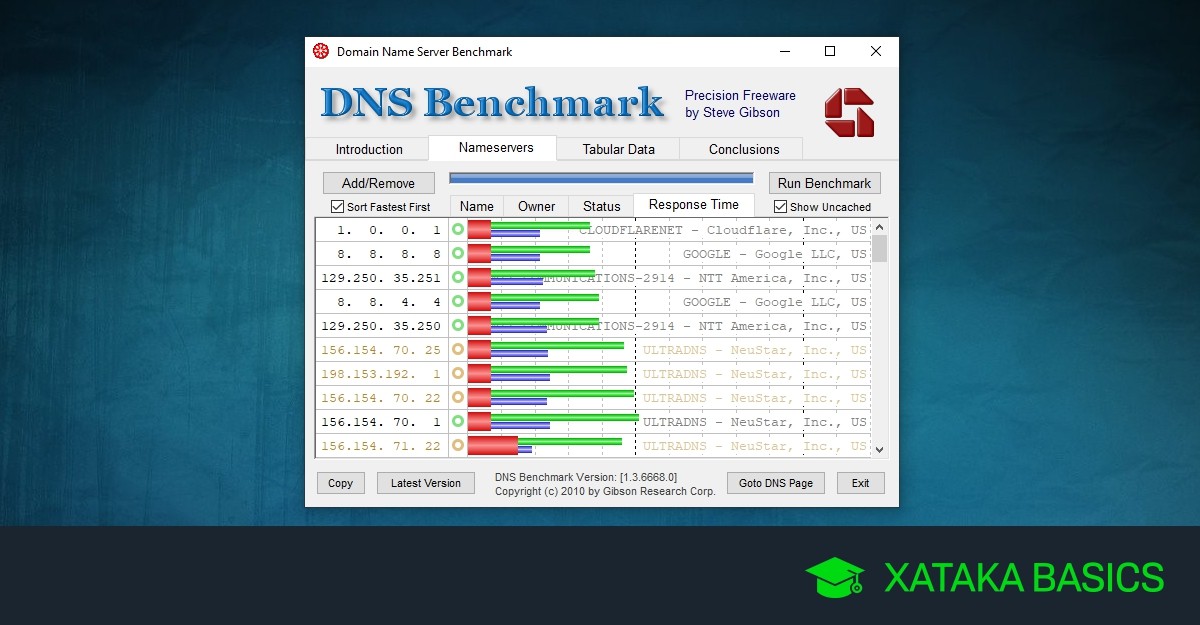 Domain Name Server Benchmark
DNS Benchmark
Precision Freeware
by Steve Gibson
Introduction
Nameservers
Tabular Data
Conclusions
Add/Remove
Run Benchmark
Sort Fastest First
Name
Owner
Status
Response Time
Show Uncached
1. 0. 0. 1 CLOUDFLARENET - Cloudflare, Inc., US
8. 8. 8. 8 GOOGLE - Google LLC, US
129.250. 35.251 MUNICATIONS-2914 - NTT America, Inc., US
8. 8. 4. 4 GOOGLE - Google LLC, US
129.250. 35.250 MUNICATIONS-2914 - NTT America, Inc., US
156.154. 70. 25 ULTRADNS - NeuStar, Inc., US
198.153.192. 1 ULTRADNS - NeuStar, Inc., US
156.154. 70. 22 ULTRADNS - NeuStar, Inc., US
156.154. 70. 1 ULTRADNS - NeuStar, Inc., US
156.154. 71. 22 ULTRADNS - NeuStar, Inc., US
Copy
Latest Version
DNS Benchmark Version: [1.3.6668.0]
Copyright (c) 2010 by Gibson Research Corp.
Goto DNS Page
Exit
XATAKA BASICS